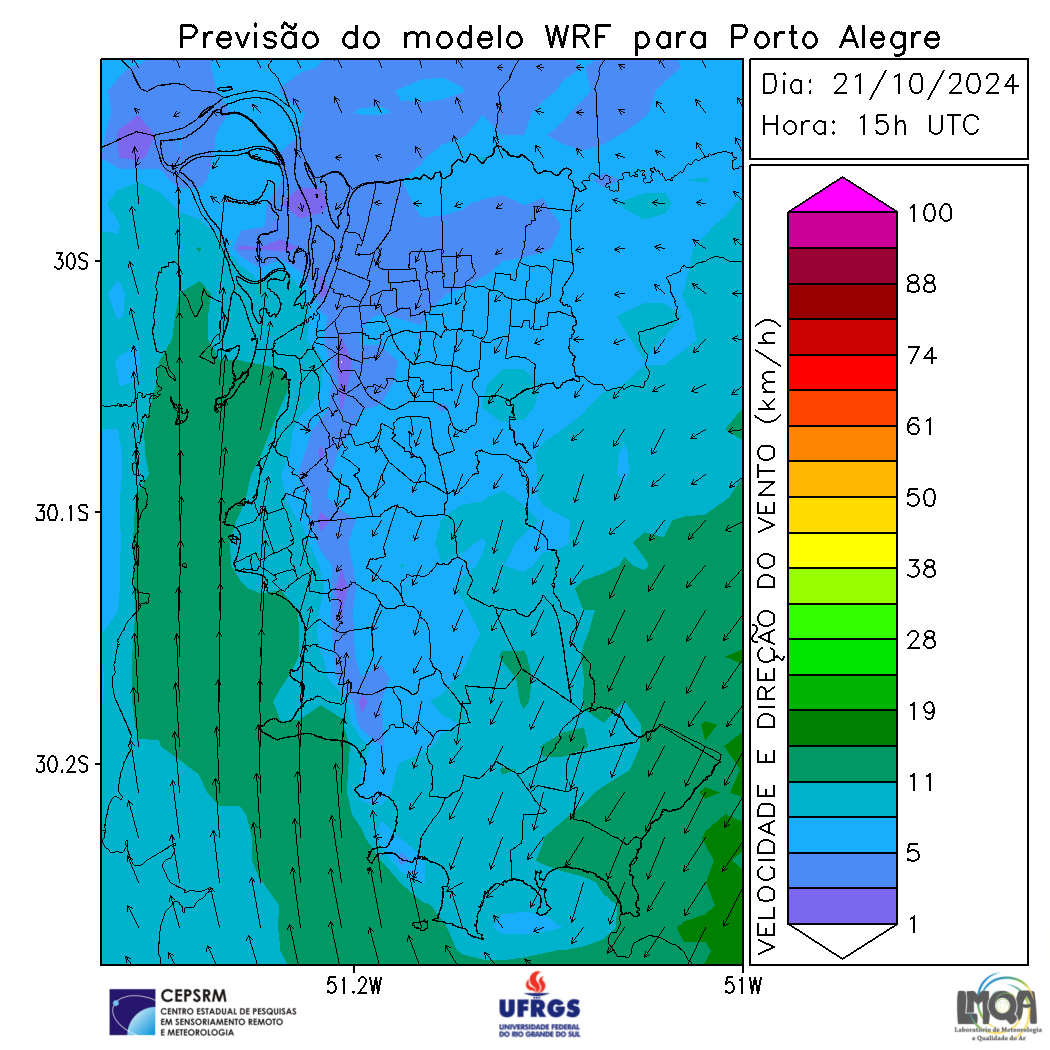 Previsão do modelo WRF para Porto Alegre
Dia: 21/10/2024
Hora: 15h UTC
30S
30.1S
30.2S
51.2W
51W
VELOCIDADE E DIREÇÃO DO VENTO (km/h)
100
88
74
61
50
38
28
19
11
5
1
CEPSRM
CENTRO ESTADUAL DE PESQUISAS
EM SENSORIAMENTO REMOTO
E METEOROLOGIA
UFRGS
UNIVERSIDADE FEDERAL
DO RIO GRANDE DO SUL
LMQA
Laboratório de Meteorologia
e Qualidade do Ar